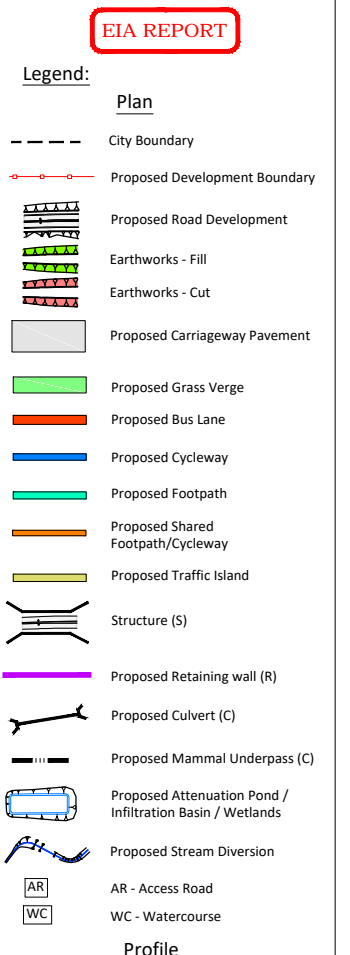 EIA REPORT
Legend:
Plan
City Boundary
Proposed Development Boundary
Proposed Road Development
Earthworks - Fill
Earthworks - Cut
Proposed Carriageway Pavement
Proposed Grass Verge
Proposed Bus Lane
Proposed Cycleway
Proposed Footpath
Proposed Shared
Footpath/Cycleway
Proposed Traffic Island
Structure (S)
Proposed Retaining wall (R)
Proposed Culvert (C)
Proposed Mammal Underpass (C)
Proposed Attenuation Pond /
Infiltration Basin / Wetlands
Proposed Stream Diversion
AR AR - Access Road
WC WC - Watercourse
Profile